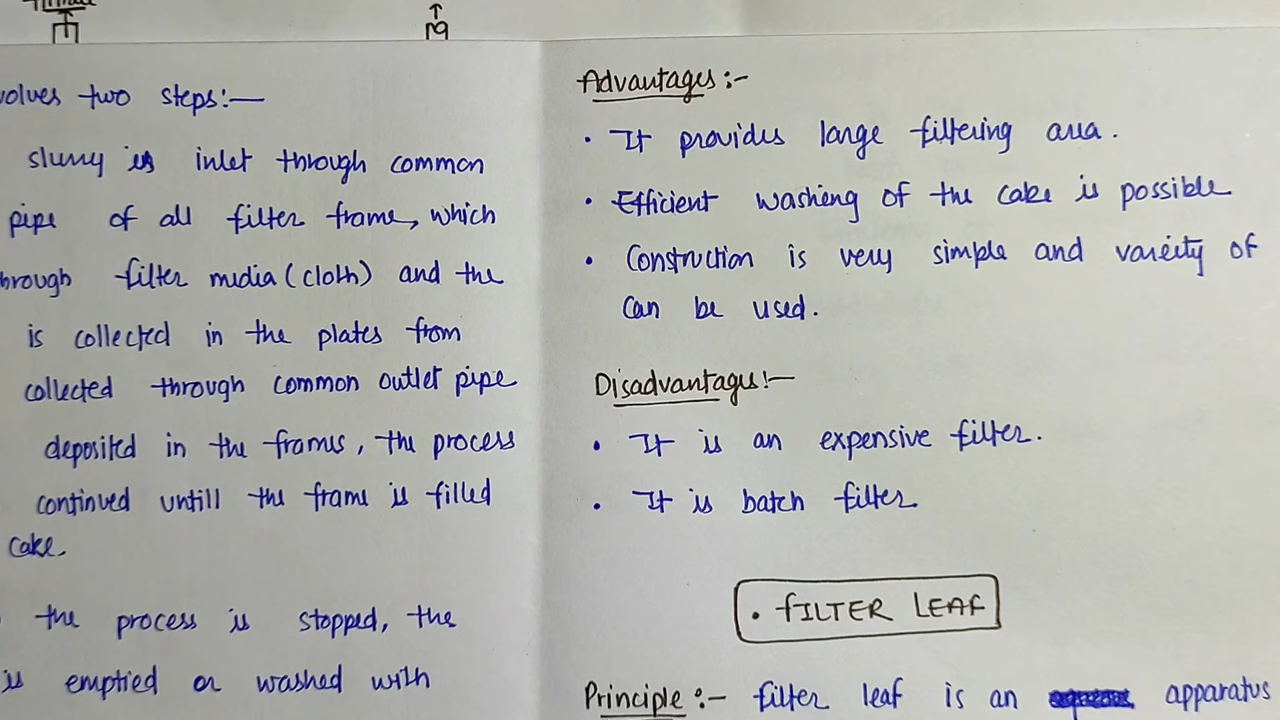 volves two steps:—
slurry is inlet through common
pipe of all filter frame, which
hrough filter media (cloth) and the
is collected in the plates from
collected through common outlet pipe
deposited in the frames, the process
continued untill the frame is filled
cake.
the process is stopped, the
is emptied or washed with
Advantages :-
• It provides large filtering area.
• Efficient washing of the cake is possible
• Construction is very simple and vareity of
can be used.
Disadvantages:—
• It is an expensive filter.
• It is batch filter
• FILTER LEAF
Principle :- filter leaf is an apparatus